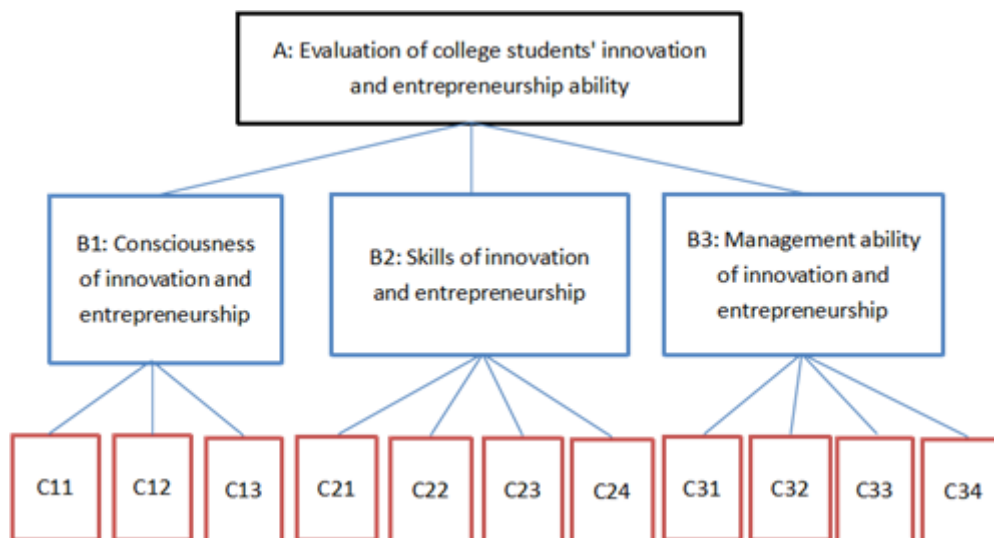 A: Evaluation of college students' innovation
and entrepreneurship ability
B1: Consciousness
of innovation and
entrepreneurship
B2: Skills of innovation
and entrepreneurship
B3: Management ability
of innovation and
entrepreneurship
C11
C12
C13
C21
C22
C23
C24
C31
C32
C33
C34